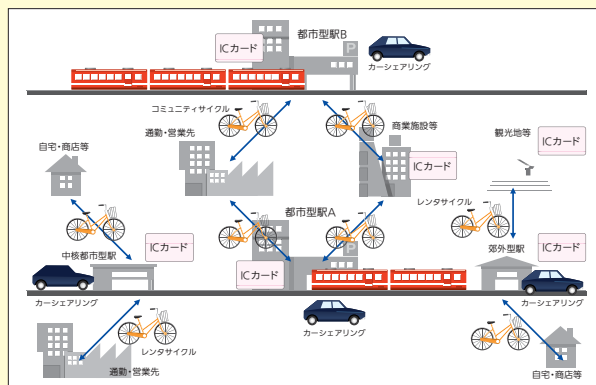 都市型駅B
ICカード
P
カーシェアリング
コミュニティサイクル
通勤・営業先
商業施設等
ICカード
観光地等
ICカード
自宅・商店等
都市型駅A
P
レンタサイクル
中核都市型駅
ICカード
ICカード
郊外型駅
ICカード
カーシェアリング
カーシェアリング
カーシェアリング
レンタサイクル
通勤・営業先
自宅・商店等